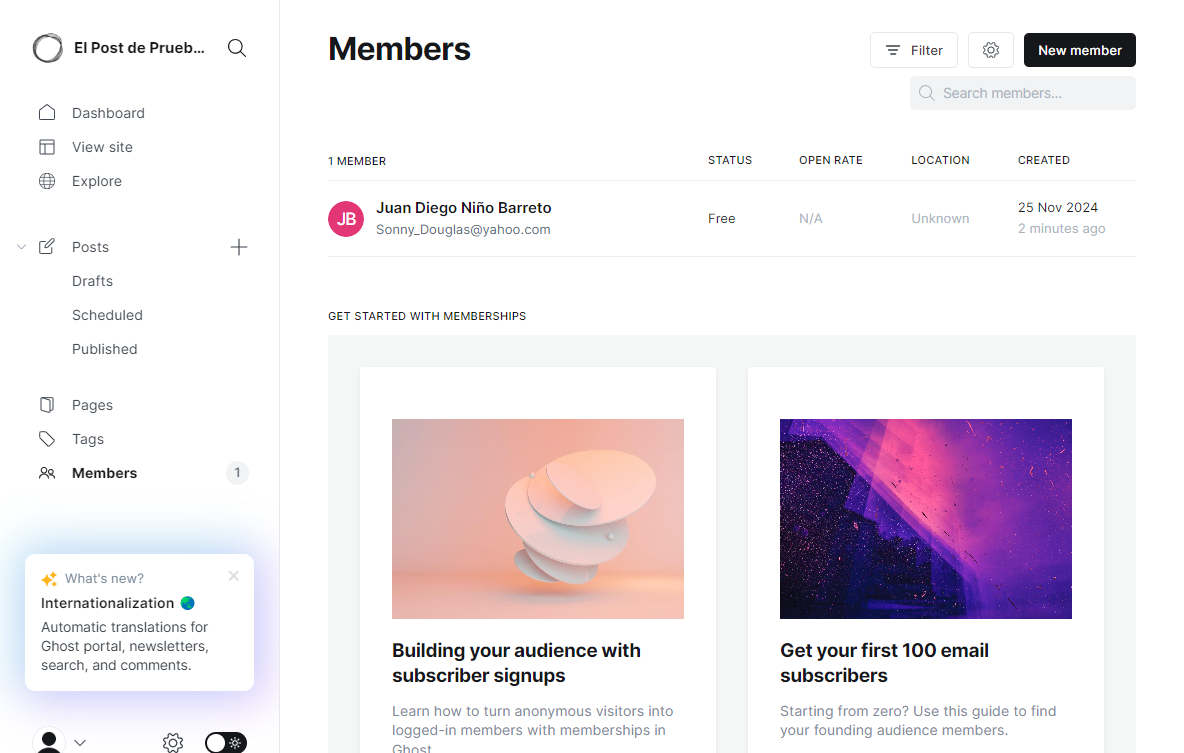 El Post de Prueb...
Dashboard
View site
Explore
Posts
Drafts
Scheduled
Published
Pages
Tags
Members 1
What's new?
Internationalization
Automatic translations for
Ghost portal, newsletters,
search, and comments.
Members
Filter
New member
Search members...
1 MEMBER STATUS OPEN RATE LOCATION CREATED
JB Juan Diego Niño Barreto
Sonny_Douglas@yahoo.com
Free N/A Unknown
25 Nov 2024
2 minutes ago
GET STARTED WITH MEMBERSHIPS
Building your audience with
subscriber signups
Learn how to turn anonymous visitors into
logged-in members with memberships in
Ghost.
Get your first 100 email
subscribers
Starting from zero? Use this guide to find
your founding audience members.